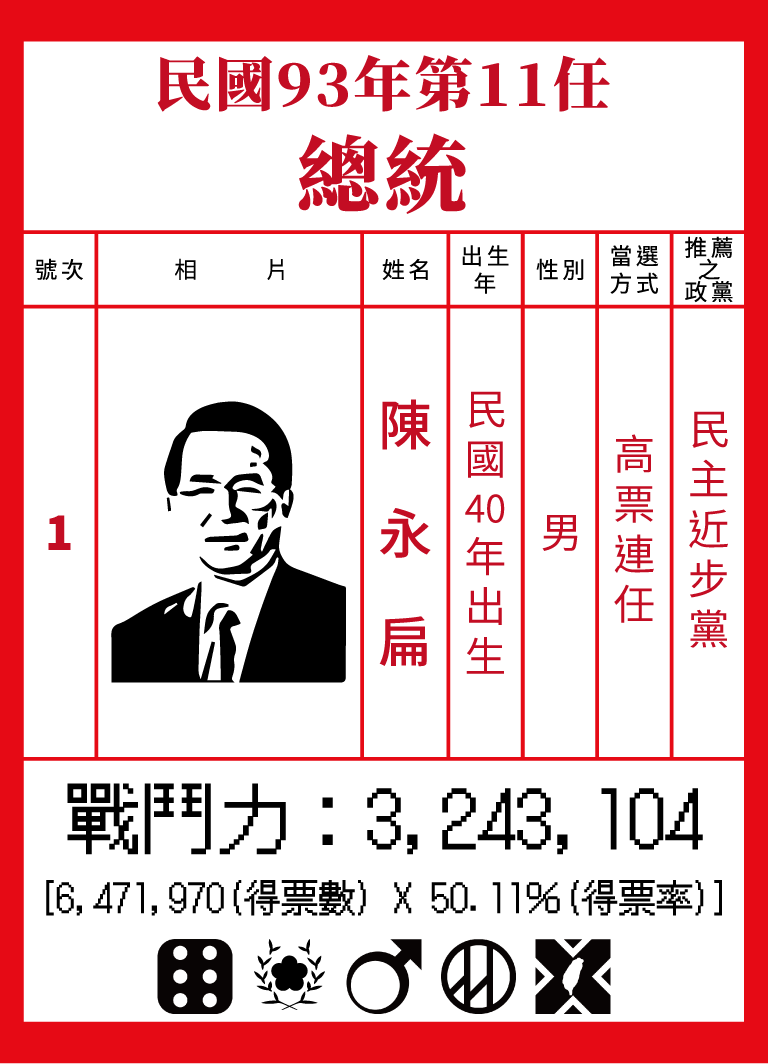 民國93年第11任
總統
號次
相片
姓名
出生年
性別
當選方式
推薦之政黨
1
陳永扁
民國40年出生
男
高票連任
民主近步黨
戰鬥力：3,243,104
[6,471,970(得票數) X 50.11%(得票率)]